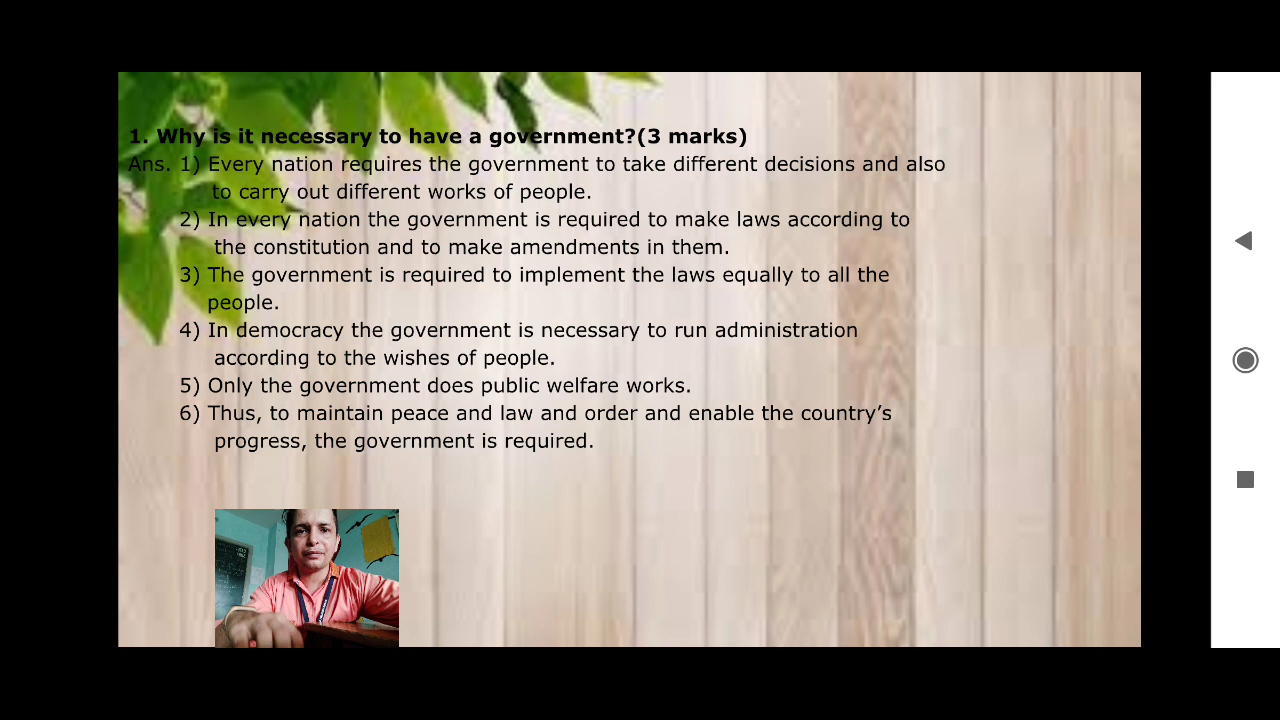 1. Why is it necessary to have a government?(3 marks)
Ans. 1) Every nation requires the government to take different decisions and also
to carry out different works of people.
2) In every nation the government is required to make laws according to
the constitution and to make amendments in them.
3) The government is required to implement the laws equally to all the
people.
4) In democracy the government is necessary to run administration
according to the wishes of people.
5) Only the government does public welfare works.
6) Thus, to maintain peace and law and order and enable the country’s
progress, the government is required.